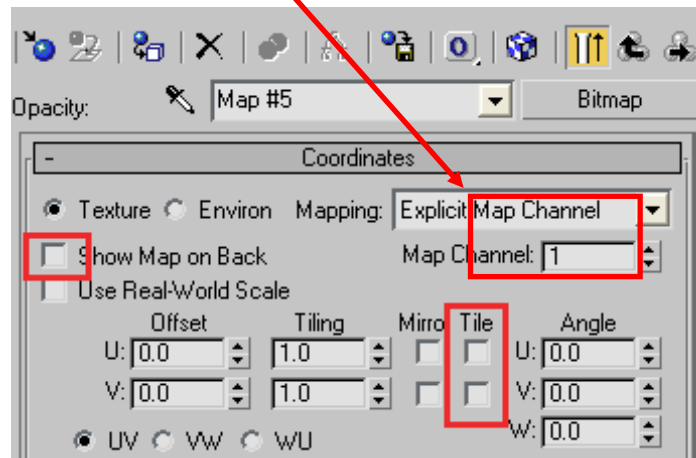 Opacity: Map #5 Bitmap
- Coordinates
Texture Environ Mapping: Explicit Map Channel
Show Map on Back Map Channel: 1
Use Real-World Scale
Offset Tiling Mirro Tile Angle
U: 0.0 1.0 U: 0.0
V: 0.0 1.0 V: 0.0
W: 0.0
UV VW WU